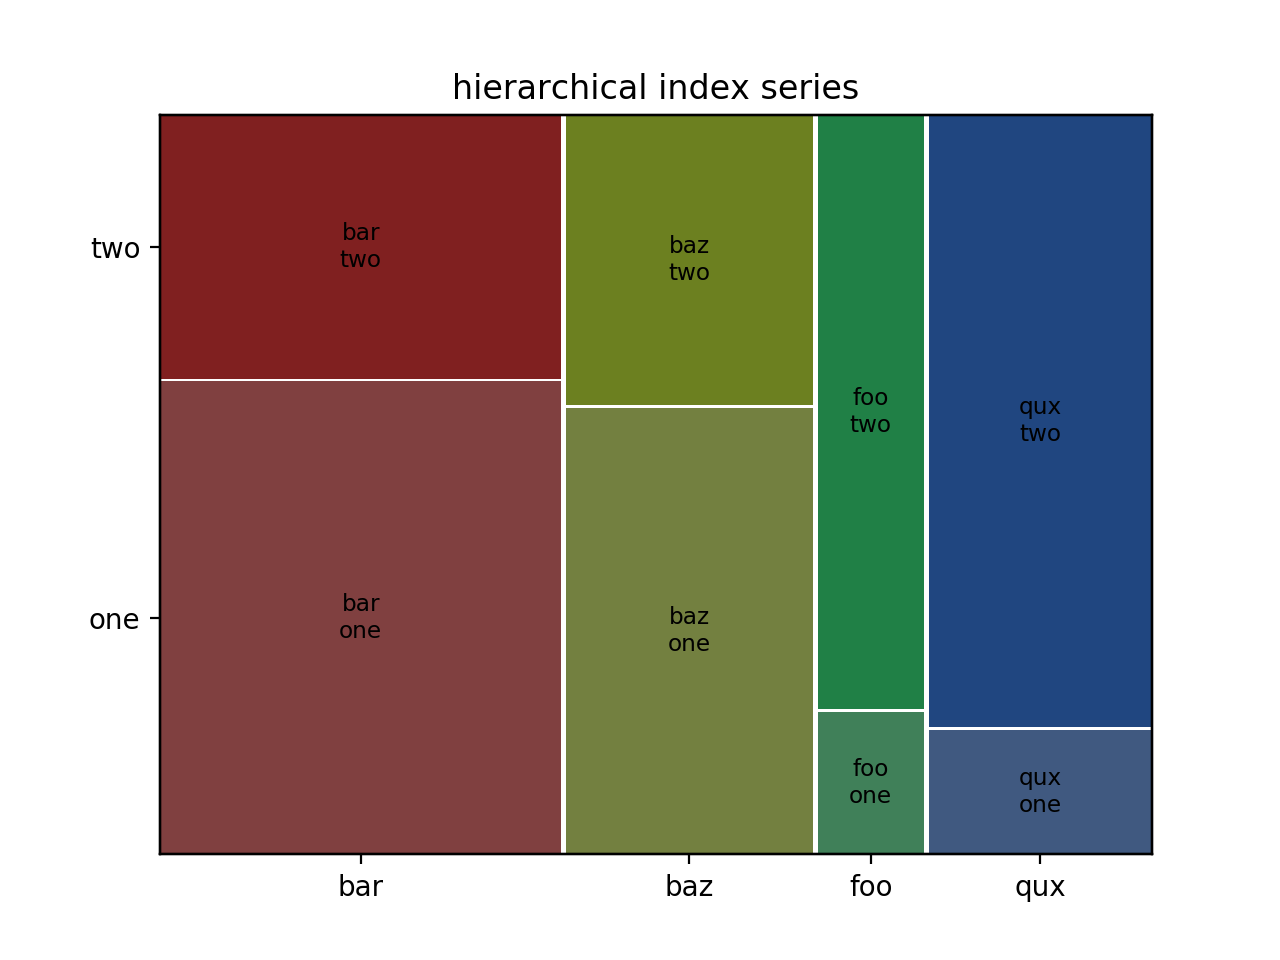 hierarchical index series
two
one
bar
two
baz
two
foo
two
qux
two
bar
one
baz
one
foo
one
qux
one
bar
baz
foo
qux